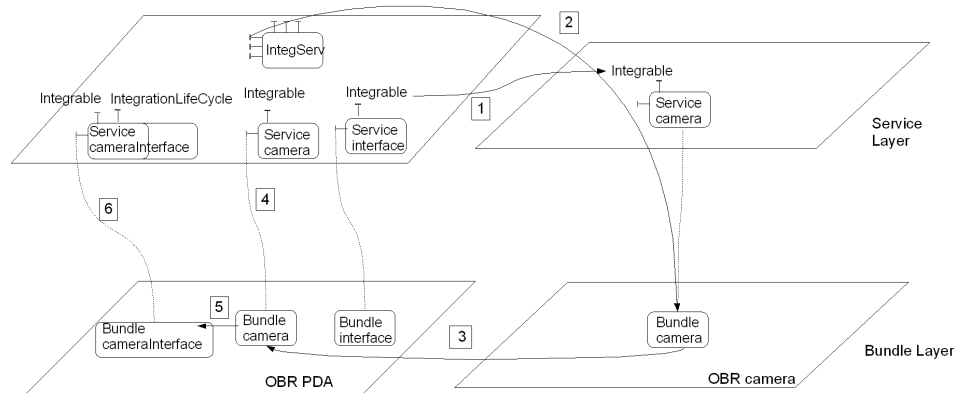 2
IntegServ
Integrable
IntegrationLifeCycle
Integrable
Integrable
Integrable
1
Service
cameraInterface
Service
camera
Service
interface
Service
camera
Service
Layer
4
6
5
Bundle
cameraInterface
Bundle
camera
Bundle
interface
3
Bundle
camera
Bundle Layer
OBR PDA
OBR camera